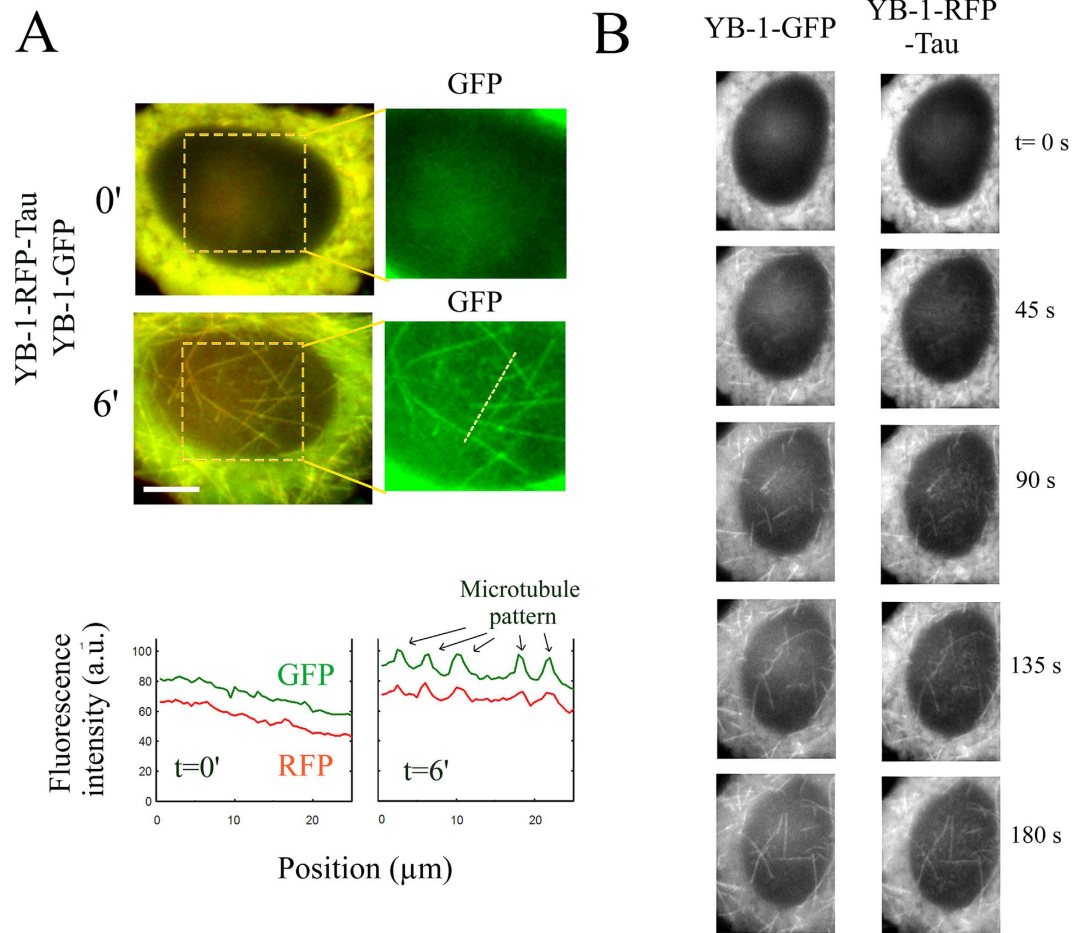 A
GFP
YB-1-RFP-Tau
YB-1-GFP
0'
GFP
6'
Microtubule
pattern
Fluorescence
intensity (a.u.)
100
80
60
40
20
0
GFP
RFP
t=0'
t=6'
0
10
20
0
10
20
Position (μm)
B
YB-1-GFP
YB-1-RFP
-Tau
t= 0 s
45 s
90 s
135 s
180 s